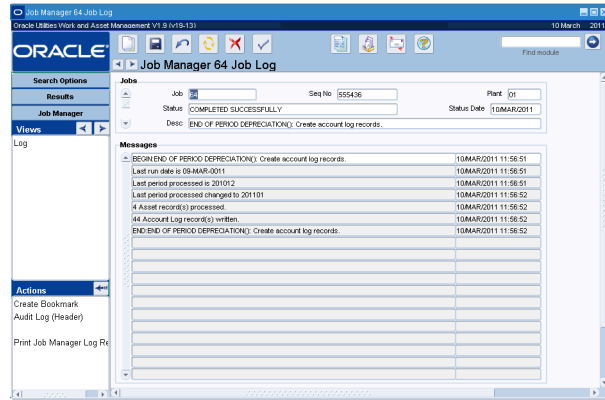 Job Manager 64 Job Log
Oracle Utilities Work and Asset Management V1.9 (v19-13) 10 March 2011
ORACLE
Find module
Job Manager 64 Job Log
Search Options
Results
Job Manager
Views
Log
Actions
Create Bookmark
Audit Log (Header)
Print Job Manager Log Re
Jobs
Job 64 Seq No 555436 Plant 01
Status COMPLETED SUCCESSFULLY Status Date 10/MAR/2011
Desc END OF PERIOD DEPRECIATION(): Create account log records.
Messages
BEGIN:END OF PERIOD DEPRECIATION(): Create account log records. 10/MAR/2011 11:56:51
Last run date is 09-MAR-0011 10/MAR/2011 11:56:51
Last period processed is 201012 10/MAR/2011 11:56:51
Last period processed changed to 201101 10/MAR/2011 11:56:52
4 Asset record(s) processed. 10/MAR/2011 11:56:52
44 Account Log record(s) written. 10/MAR/2011 11:56:52
END:END OF PERIOD DEPRECIATION(): Create account log records. 10/MAR/2011 11:56:52